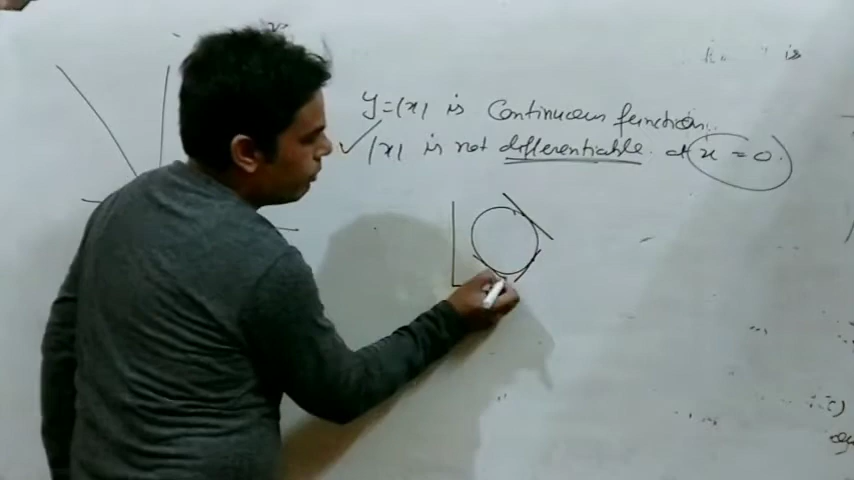 y=|x| is Continuous function.
|x| is not differentiable at x = 0.